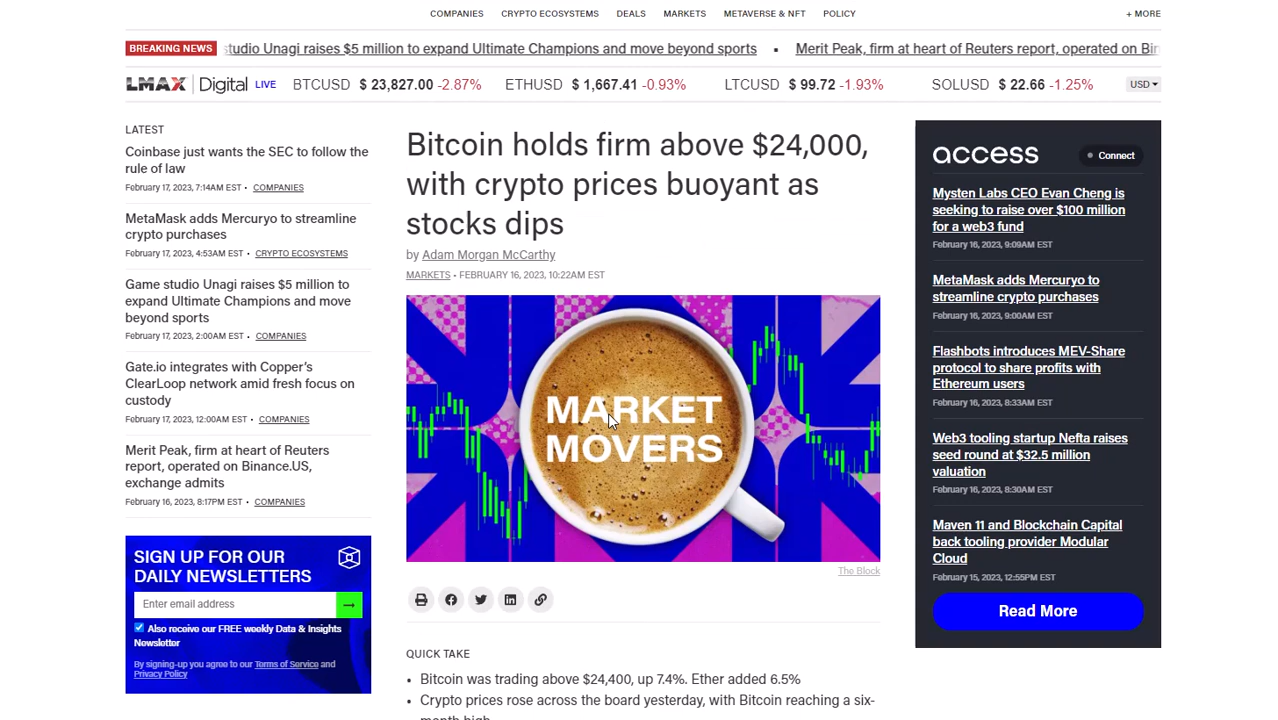 COMPANIES CRYPTO ECOSYSTEMS DEALS MARKETS METAVERSE & NFT POLICY + MORE
BREAKING NEWS studio Unagi raises $5 million to expand Ultimate Champions and move beyond sports ▪ Merit Peak, firm at heart of Reuters report, operated on
LMAX Digital LIVE BTCUSD $ 23,827.00 -2.87% ETHUSD $ 1,667.41 -0.93% LTCUSD $ 99.72 -1.93% SOLUSD $ 22.66 -1.25% USD
LATEST
Coinbase just wants the SEC to follow the
rule of law
February 17, 2023, 7:14AM EST • COMPANIES
MetaMask adds Mercuryo to streamline
crypto purchases
February 17, 2023, 4:53AM EST • CRYPTO ECOSYSTEMS
Game studio Unagi raises $5 million to
expand Ultimate Champions and move
beyond sports
February 17, 2023, 2:00AM EST • COMPANIES
Gate.io integrates with Copper's
ClearLoop network amid fresh focus on
custody
February 17, 2023, 12:00AM EST • COMPANIES
Merit Peak, firm at heart of Reuters
report, operated on Binance.US,
exchange admits
February 16, 2023, 8:17PM EST • COMPANIES
SIGN UP FOR OUR
DAILY NEWSLETTERS
Enter email address →
Also receive our FREE weekly Data & Insights
Newsletter
By signing-up you agree to our Terms of Service and
Privacy Policy
Bitcoin holds firm above $24,000,
with crypto prices buoyant as
stocks dips
by Adam Morgan McCarthy
MARKETS • FEBRUARY 16, 2023, 10:22AM EST
MARKET
MOVERS
The Block
QUICK TAKE
• Bitcoin was trading above $24,400, up 7.4%. Ether added 6.5%
• Crypto prices rose across the board yesterday, with Bitcoin reaching a six-
month high
access Connect
Mysten Labs CEO Evan Cheng is
seeking to raise over $100 million
for a web3 fund
February 16, 2023, 9:09AM EST
MetaMask adds Mercuryo to
streamline crypto purchases
February 16, 2023, 9:00AM EST
Flashbots introduces MEV-Share
protocol to share profits with
Ethereum users
February 16, 2023, 8:33AM EST
Web3 tooling startup Nefta raises
seed round at $32.5 million
valuation
February 16, 2023, 8:30AM EST
Maven 11 and Blockchain Capital
back tooling provider Modular
Cloud
February 15, 2023, 12:55PM EST
Read More